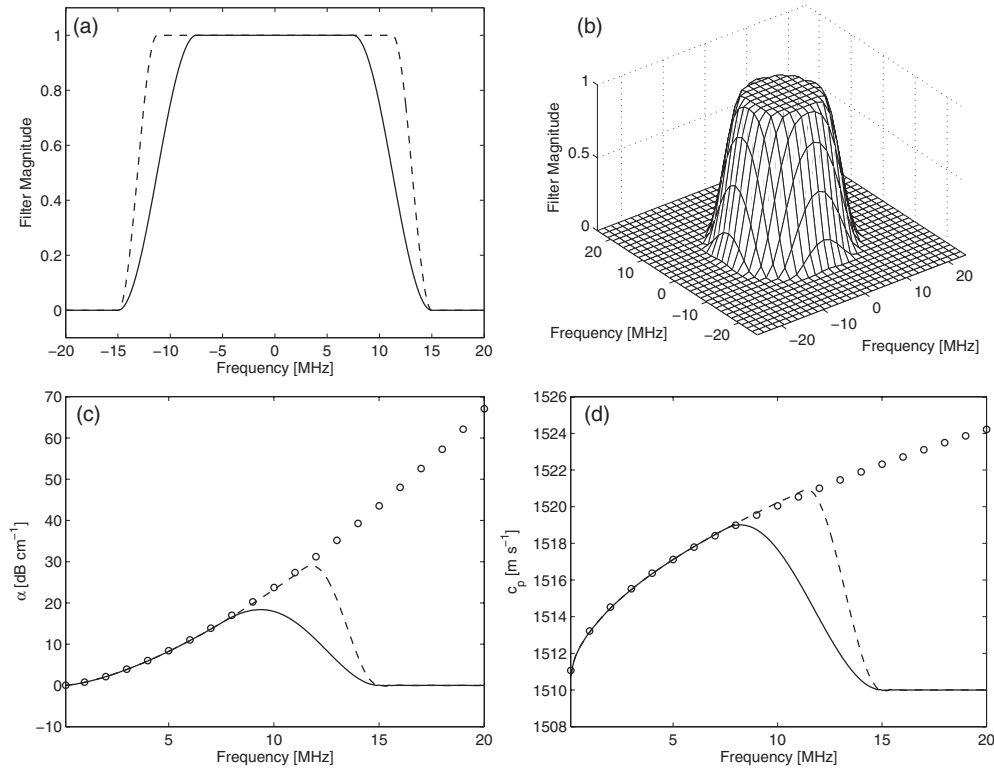 (a)
1
0.8
0.6
0.4
0.2
0
Filter Magnitude
−20 −15 −10 −5 0 5 10 15 20
Frequency [MHz]
(b)
1
0.5
0
Filter Magnitude
20 10 0 −10 −20
Frequency [MHz]
−20 −10 0 10 20
Frequency [MHz]
(c)
70
60
50
40
30
20
10
0
−10
α [dB cm⁻¹]
5 10 15 20
Frequency [MHz]
(d)
1526
1524
1522
1520
1518
1516
1514
1512
1510
1508
cₚ [m s⁻¹]
5 10 15 20
Frequency [MHz]